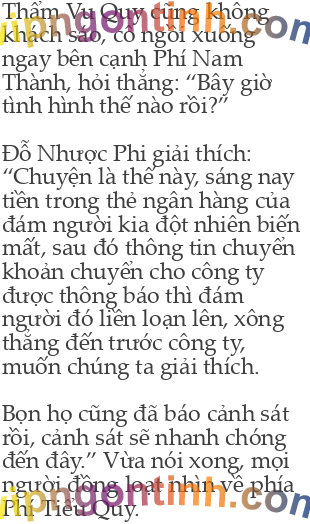 Thẩm Vu Quy cũng không
khách sáo, cô ngồi xuống
ngay bên cạnh Phí Nam
Thành, hỏi thẳng: “Bây giờ
tình hình thế nào rồi?”
Đỗ Nhược Phi giải thích:
“Chuyện là thế này, sáng nay
tiền trong thẻ ngân hàng của
đám người kia đột nhiên biến
mất, sau đó thông tin chuyển
khoản chuyển cho công ty
được thông báo thì đám
người đó liền loạn lên, xông
thẳng đến trước công ty,
muốn chúng ta giải thích.
Bọn họ cũng đã báo cảnh sát
rồi, cảnh sát sẽ nhanh chóng
đến đây.” Vừa nói xong, mọi
người đồng loạt nhìn về phía
Phí Tiểu Quy.
vipngontinh.com
vipngontinh.com